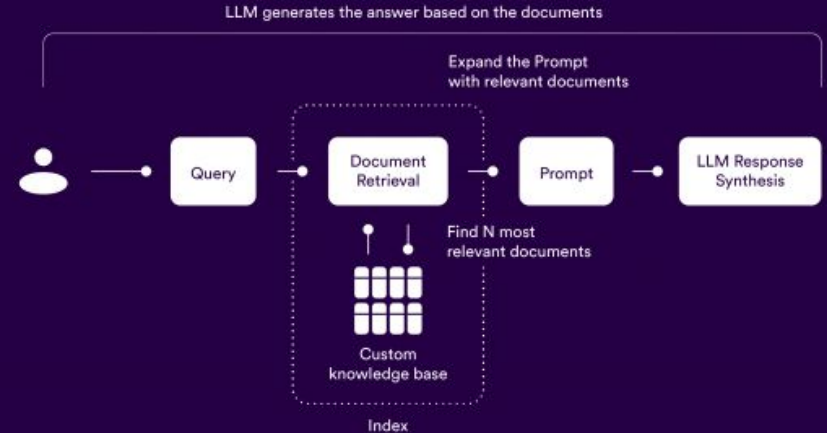 LLM generates the answer based on the documents
Expand the Prompt
with relevant documents
Query
Document
Retrieval
Prompt
LLM Response
Synthesis
Find N most
relevant documents
Custom
knowledge base
Index